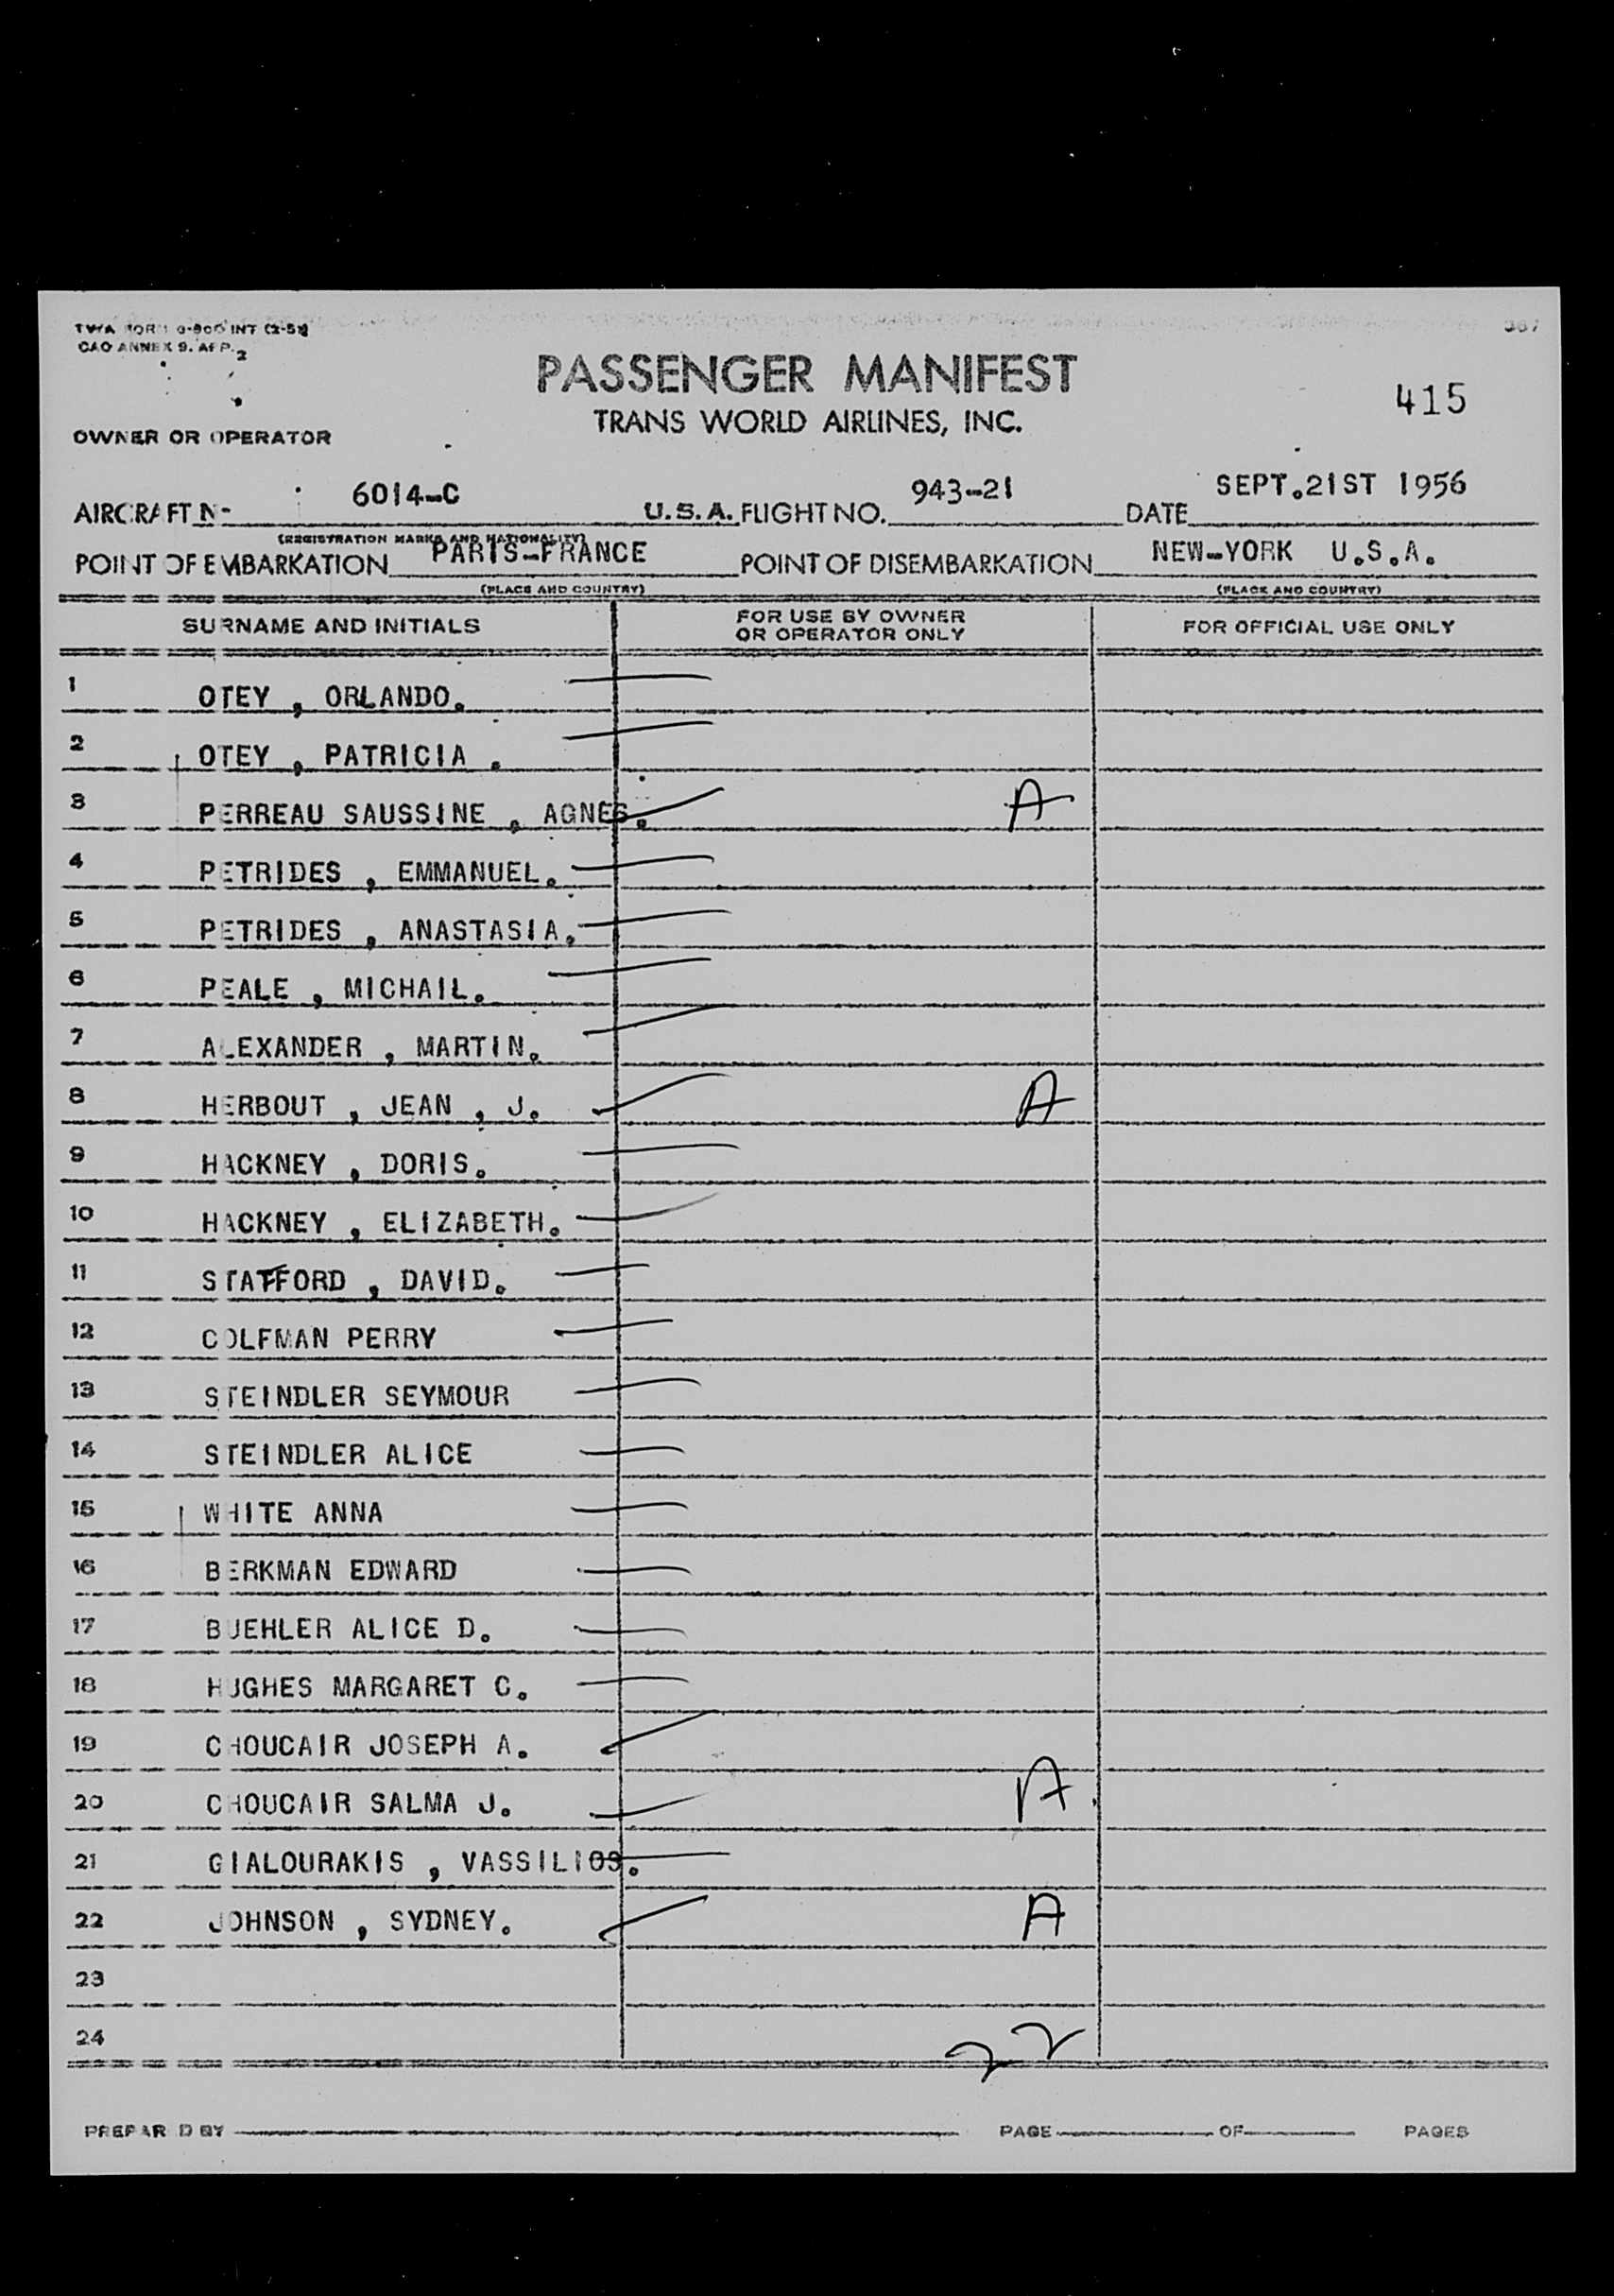 TWA FORM 0-800 INT (2-51)
CAO ANNEX 9. APP. 2
367
PASSENGER MANIFEST
415
TRANS WORLD AIRLINES, INC.
OWNER OR OPERATOR
AIRCRAFT No 6014-C U.S.A. FLIGHT NO. 943-21 DATE SEPT.21ST 1956
(REGISTRATION MARKS AND NATIONALITY)
POINT OF EMBARKATION PARIS-FRANCE POINT OF DISEMBARKATION NEW-YORK U.S.A.
(PLACE AND COUNTRY) (PLACE AND COUNTRY)
SURNAME AND INITIALS FOR USE BY OWNER OR OPERATOR ONLY FOR OFFICIAL USE ONLY
1 OTEY , ORLANDO.
2 OTEY , PATRICIA .
3 PERREAU SAUSSINE , AGNES. A
4 PETRIDES , EMMANUEL.
5 PETRIDES , ANASTASIA.
6 PEALE , MICHAIL.
7 ALEXANDER , MARTIN.
8 HERBOUT , JEAN , J. A
9 HACKNEY , DORIS.
10 HACKNEY , ELIZABETH.
11 STAFFORD , DAVID.
12 COLFMAN PERRY
13 STEINDLER SEYMOUR
14 STEINDLER ALICE
15 WHITE ANNA
16 BERKMAN EDWARD
17 BUEHLER ALICE D.
18 HUGHES MARGARET C.
19 CHOUCAIR JOSEPH A.
20 CHOUCAIR SALMA J. A
21 GIALOURAKIS , VASSILIOS.
22 JOHNSON , SYDNEY. A
23
24
22
PREPARED BY PAGE OF PAGES